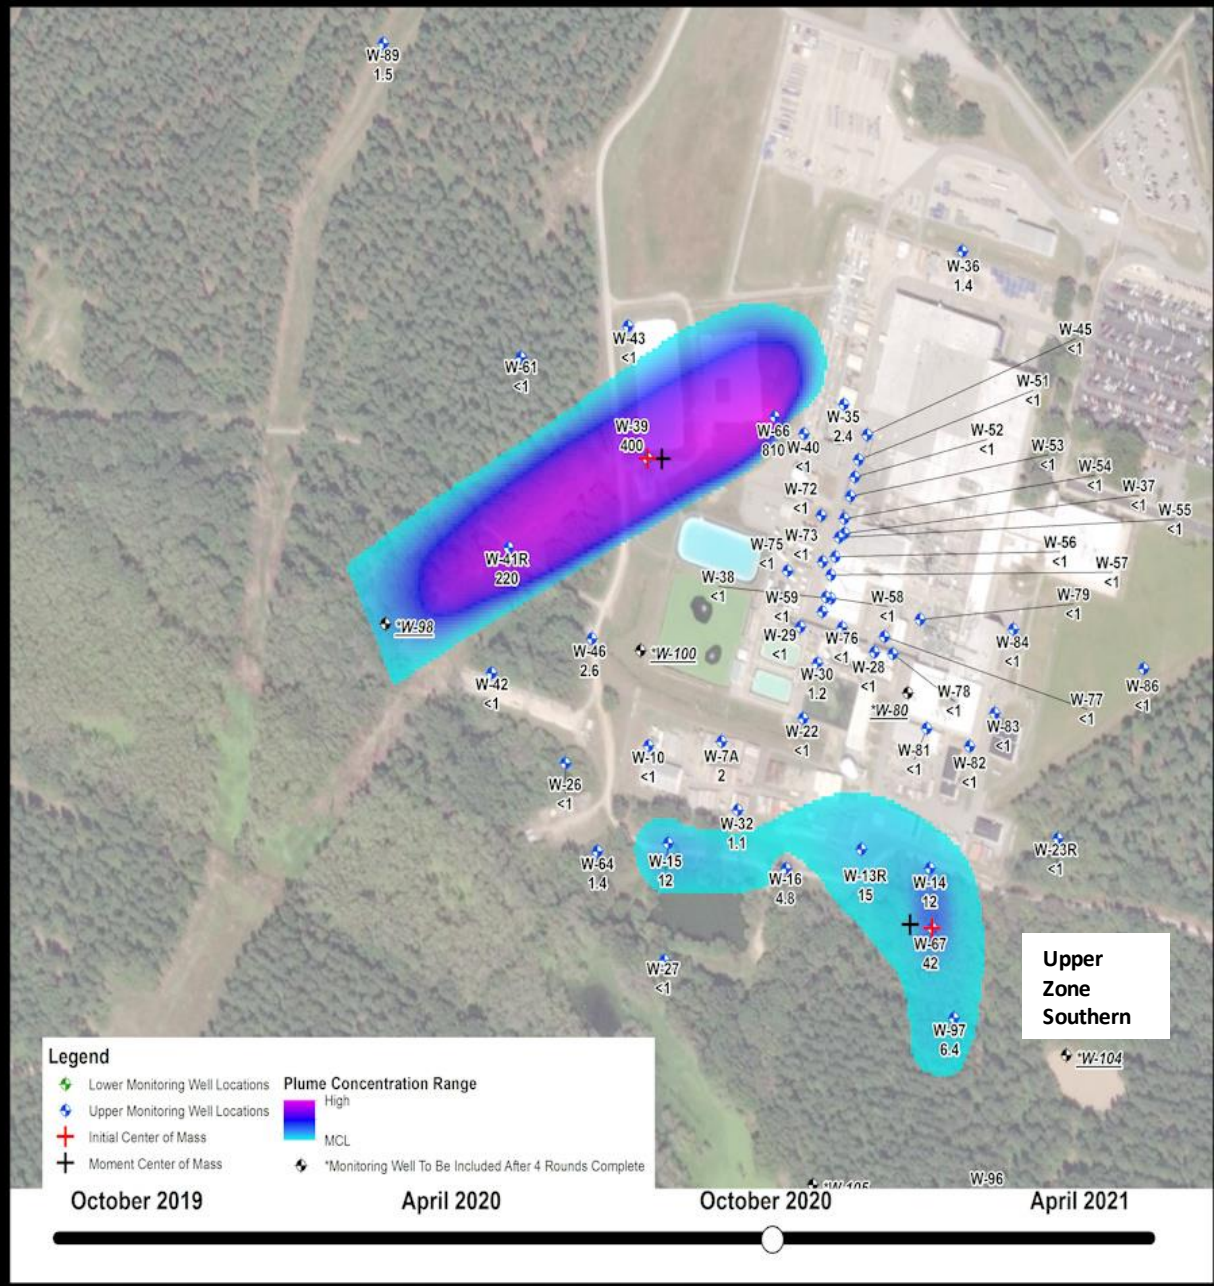 W-89
1.5
W-36
1.4
W-43
<1
W-45
<1
W-61
<1
W-51
<1
W-39
400
W-66
810
W-35
2.4
W-40
<1
W-52
<1
W-53
<1
W-54
<1
W-37
<1
W-55
<1
W-72
<1
W-73
<1
W-75
<1
W-41R
220
W-56
<1
W-57
<1
W-38
<1
W-59
<1
W-58
<1
W-79
<1
*W-98
W-29
<1
W-76
<1
W-84
<1
W-46
2.6
*W-100
W-28
<1
W-30
1.2
W-42
<1
W-78
<1
W-86
<1
*W-80
W-77
<1
W-22
<1
W-83
<1
W-10
<1
W-7A
2
W-81
<1
W-82
<1
W-26
<1
W-32
1.1
W-23R
<1
W-64
1.4
W-15
12
W-16
4.8
W-13R
15
W-14
12
W-67
42
W-27
<1
Upper
Zone
Southern
W-97
6.4
*W-104
Legend
Lower Monitoring Well Locations
Upper Monitoring Well Locations
Initial Center of Mass
Moment Center of Mass
Plume Concentration Range
High
MCL
*Monitoring Well To Be Included After 4 Rounds Complete
*W-105
W-96
October 2019 April 2020 October 2020 April 2021